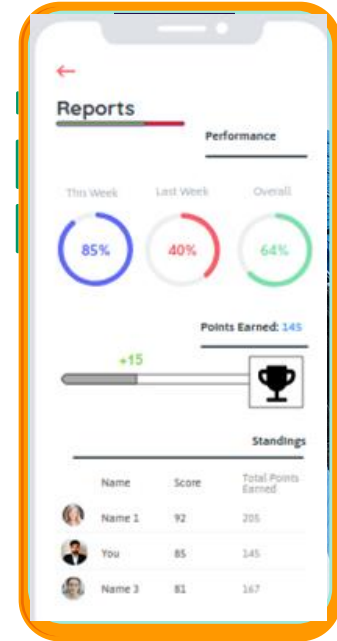 Reports
Performance
This Week Last Week Overall
85% 40% 64%
Points Earned: 145
+15
Standings
Name Score Total Points
Earned
Name 1 92 205
You 85 145
Name 3 81 167